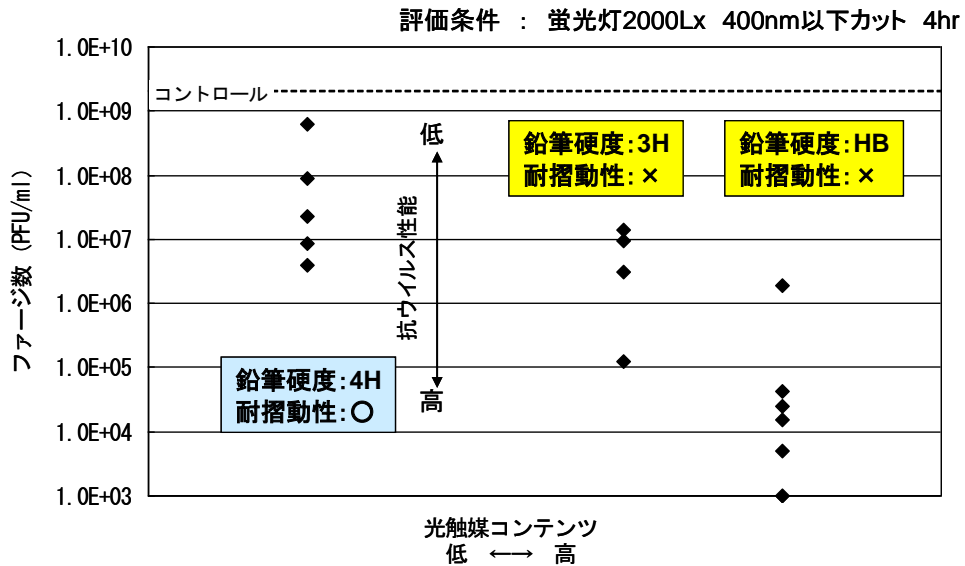 評価条件 : 蛍光灯2000Lx 400nm以下カット 4hr
1.0E+10
コントロール
1.0E+09
1.0E+08
1.0E+07
1.0E+06
1.0E+05
1.0E+04
1.0E+03
ファージ数 (PFU/ml)
低
抗ウイルス性能
高
鉛筆硬度:3H
耐摺動性:×
鉛筆硬度:HB
耐摺動性:×
鉛筆硬度:4H
耐摺動性:○
光触媒コンテンツ
低 ←→ 高